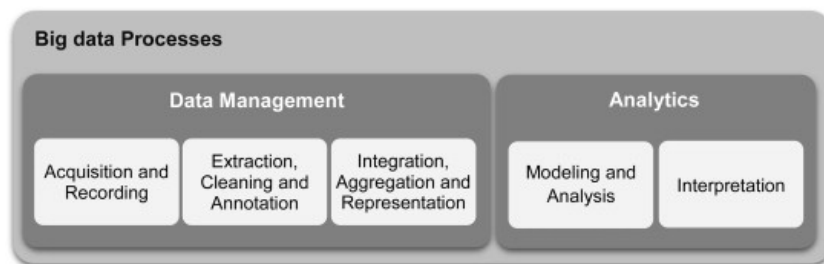 Big data Processes
Data Management
Acquisition and
Recording
Extraction,
Cleaning and
Annotation
Integration,
Aggregation and
Representation
Analytics
Modeling and
Analysis
Interpretation